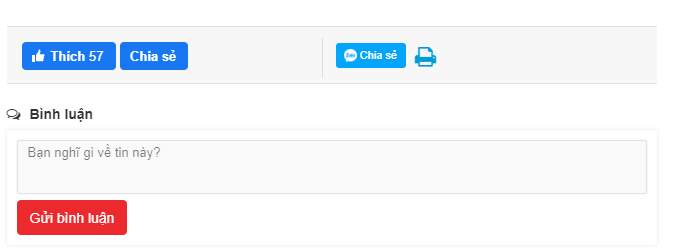 Thích 57 Chia sẻ Chia sẻ
Bình luận
Bạn nghĩ gì về tin này?
Gửi bình luận